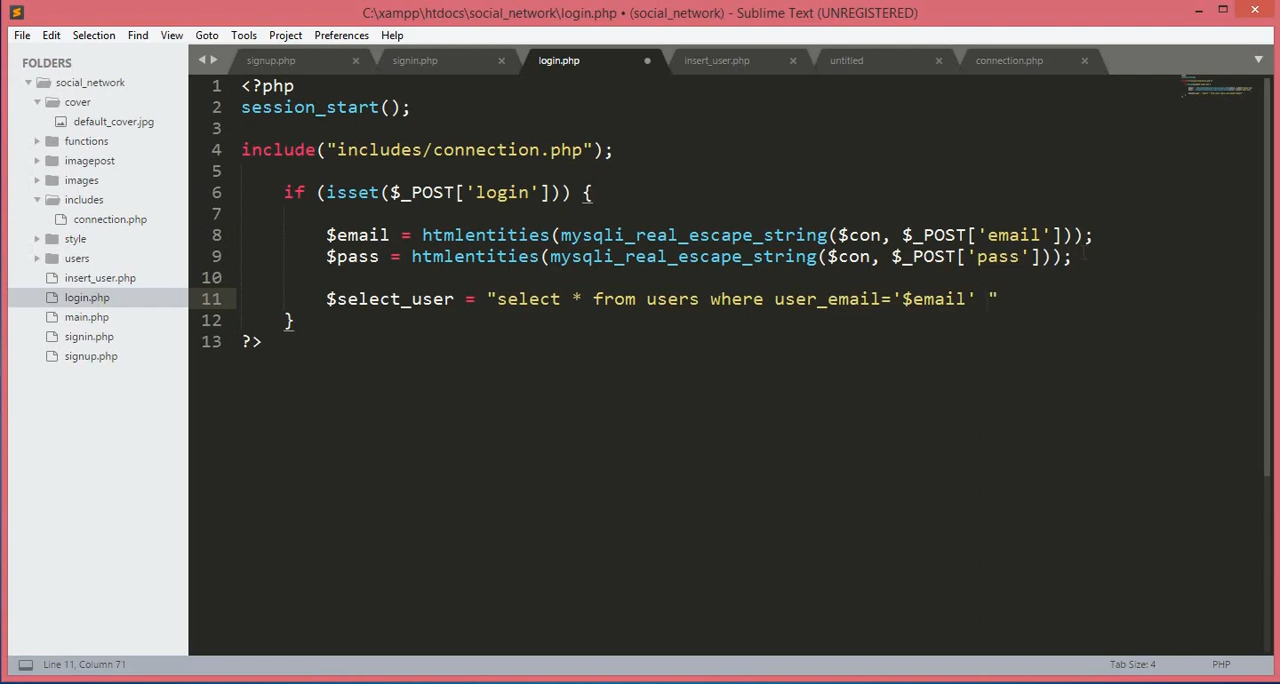 C:\xampp\htdocs\social_network\login.php • (social_network) - Sublime Text (UNREGISTERED)
File Edit Selection Find View Goto Tools Project Preferences Help
FOLDERS
social_network
cover
default_cover.jpg
functions
imagepost
images
includes
connection.php
style
users
insert_user.php
login.php
main.php
signin.php
signup.php
signup.php signin.php login.php insert_user.php untitled connection.php
1 <?php
2 session_start();
3
4 include("includes/connection.php");
5
6 if (isset($_POST['login'])) {
7
8 $email = htmlentities(mysqli_real_escape_string($con, $_POST['email']));
9 $pass = htmlentities(mysqli_real_escape_string($con, $_POST['pass']));
10
11 $select_user = "select * from users where user_email='$email' "
12 }
13 ?>
Line 11, Column 71 Tab Size: 4 PHP